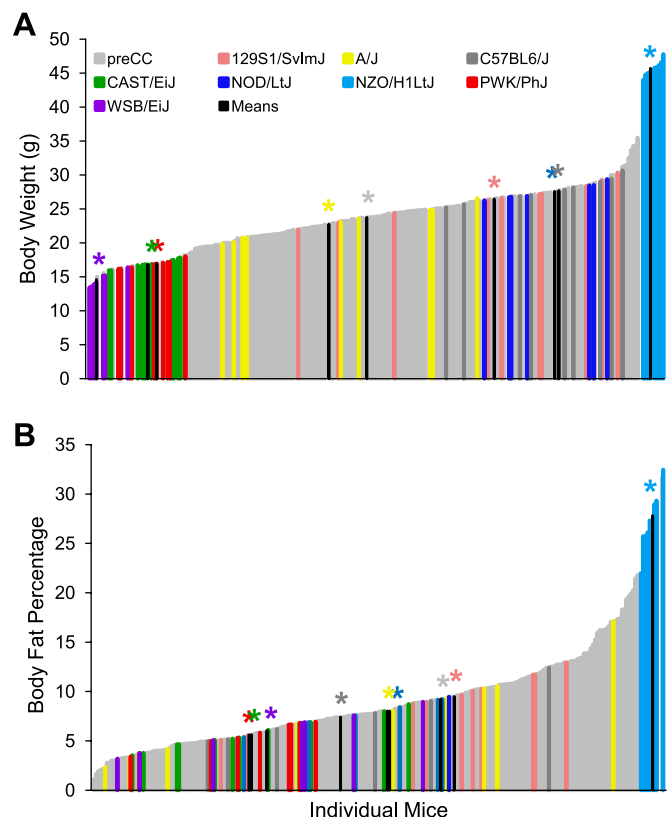 A
50
45
40
35
30
25
20
15
10
5
0
Body Weight (g)
preCC 129S1/SvlmJ A/J C57BL6/J
CAST/EiJ NOD/LtJ NZO/H1LtJ PWK/PhJ
WSB/EiJ Means
* * * * * * * * *
B
35
30
25
20
15
10
5
0
Body Fat Percentage
* * * * * * * * *
Individual Mice